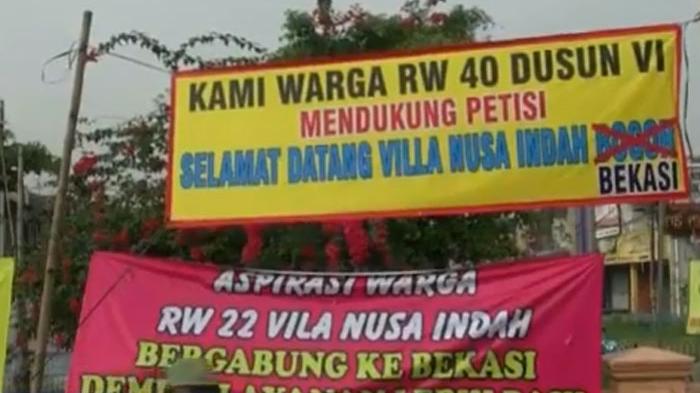 KAMI WARGA RW 40 DUSUN VI
MENDUKUNG PETISI
SELAMAT DATANG VILLA NUSA INDAH BOGOR
BEKASI
ASPIRASI WARGA
RW 22 VILA NUSA INDAH
BERGABUNG KE BEKASI